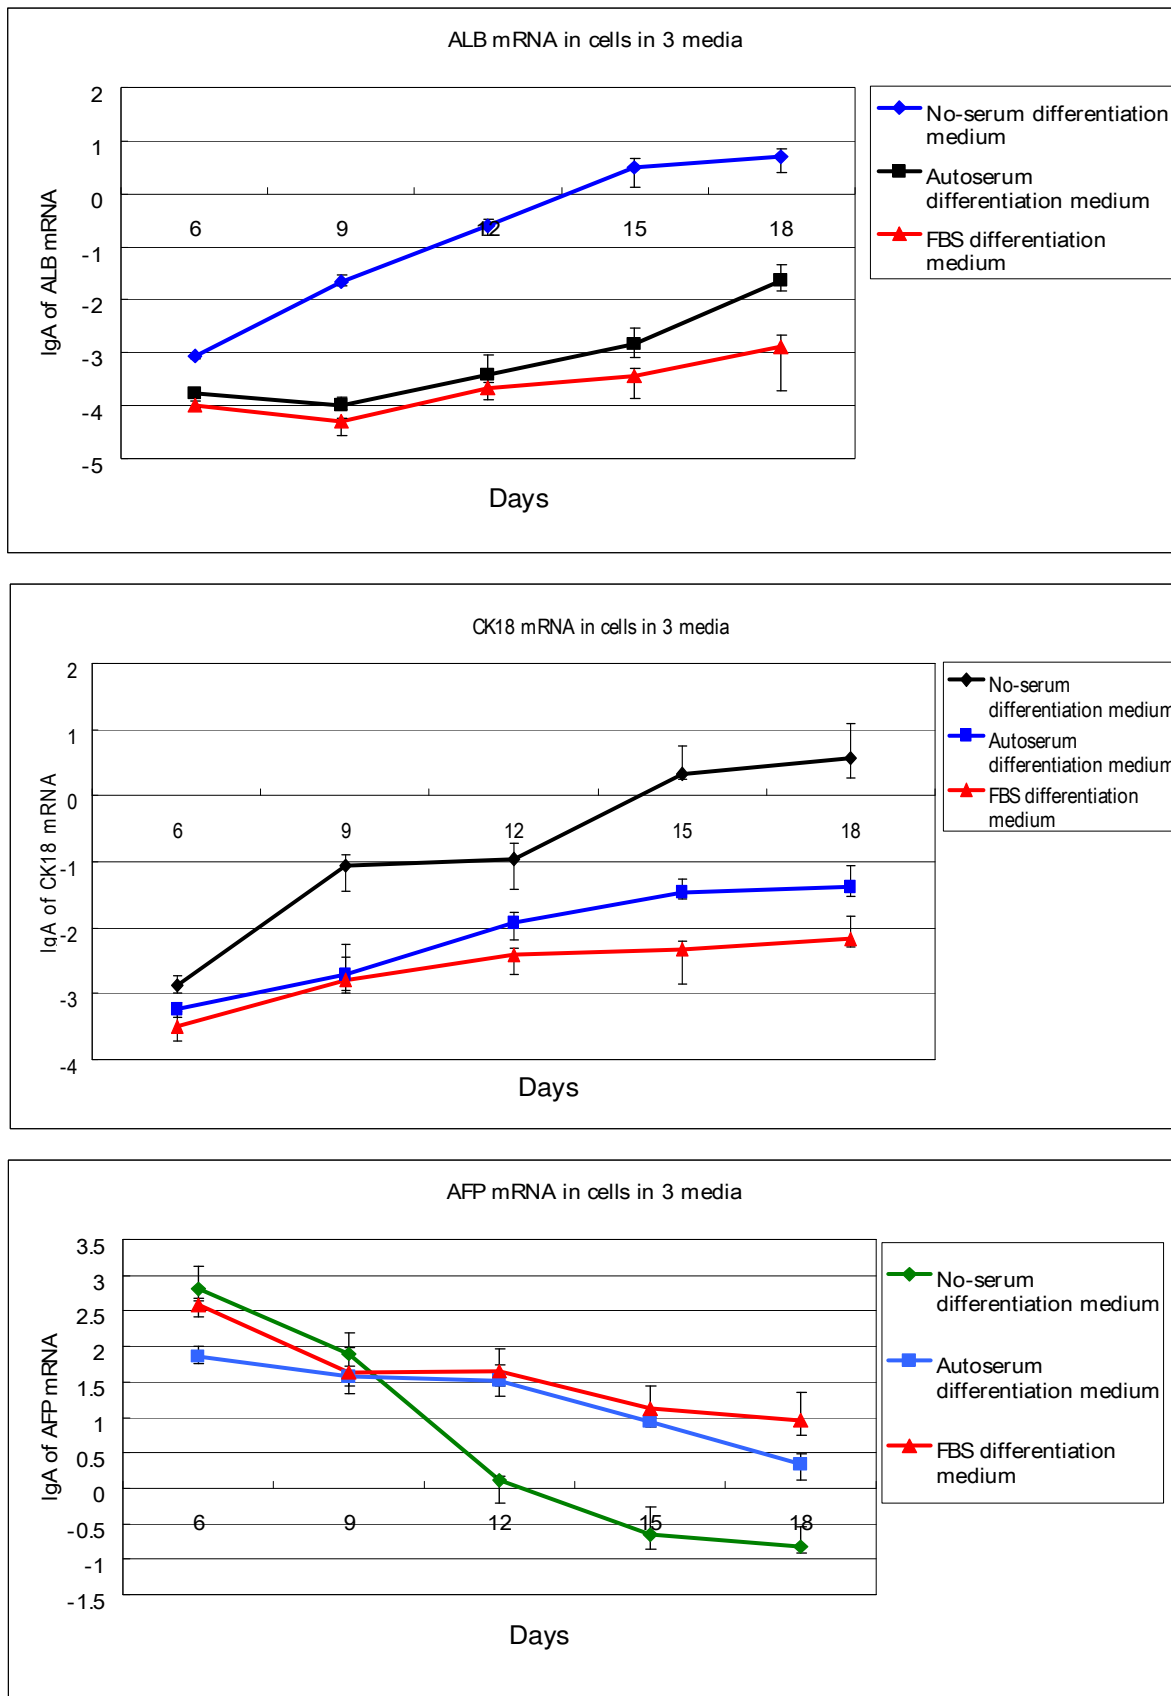 ALB mRNA in cells in 3 media
2
1
0
-1
-2
-3
-4
-5
6 9 12 15 18
lgA of ALB mRNA
Days
No-serum differentiation
medium
Autoserum
differentiation medium
FBS differentiation
medium
CK18 mRNA in cells in 3 media
2
1
0
-1
-2
-3
-4
6 9 12 15 18
lgA of CK18 mRNA
Days
No-serum
differentiation medium
Autoserum
differentiation medium
FBS differentiation
medium
AFP mRNA in cells in 3 media
3.5
3
2.5
2
1.5
1
0.5
0
-0.5
-1
-1.5
6 9 12 15 18
lgA of AFP mRNA
Days
No-serum
differentiation medium
Autoserum
differentiation medium
FBS differentiation
medium